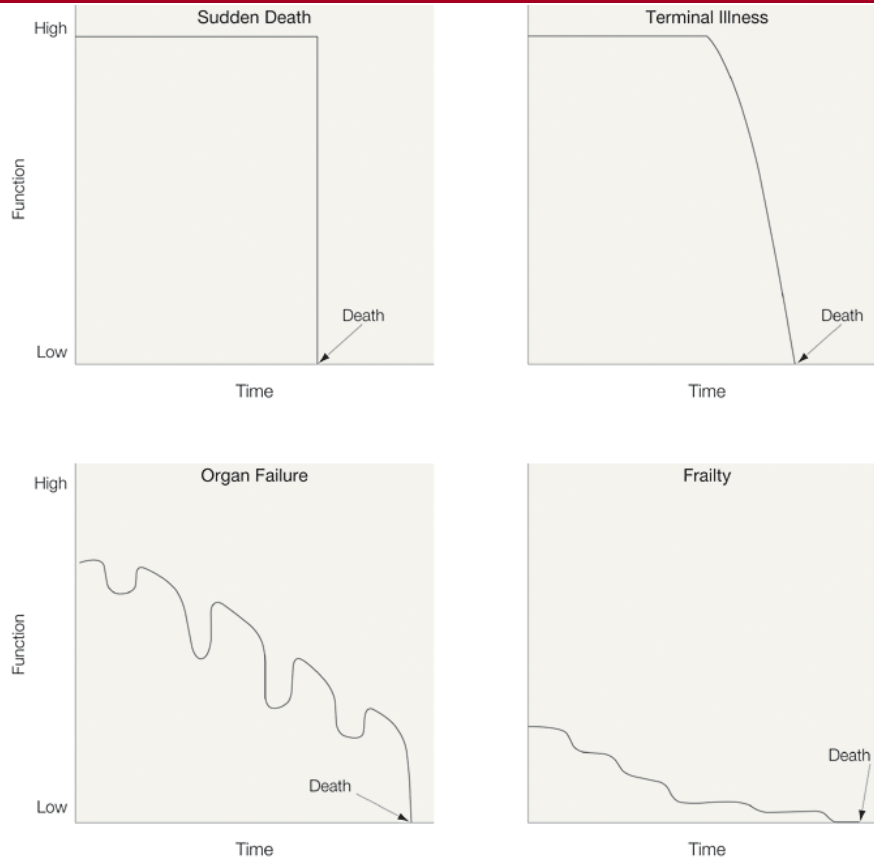 Sudden Death
High
Function
Death
Low
Time
Terminal Illness
Death
Time
Organ Failure
High
Function
Death
Low
Time
Frailty
Death
Time